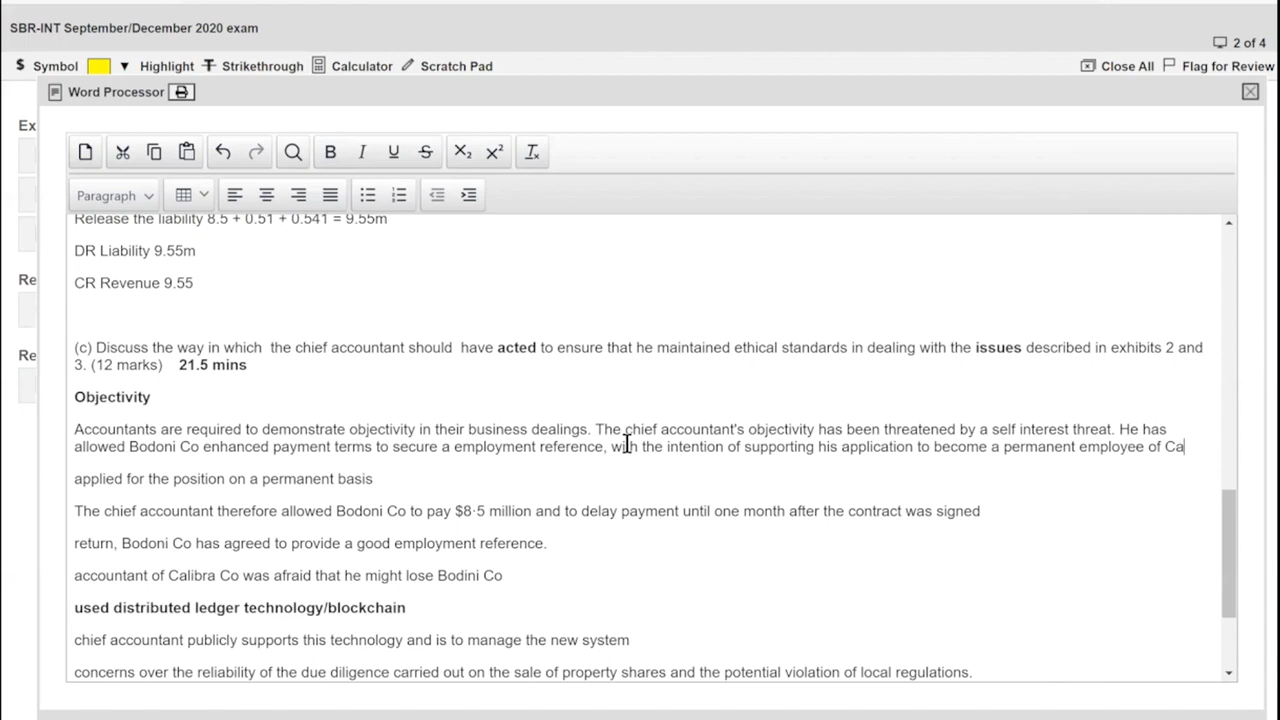 SBR-INT September/December 2020 exam
2 of 4
$ Symbol Highlight Strikethrough Calculator Scratch Pad Close All Flag for Review
Word Processor
Ex
B I U S X₂ X² Tx
Paragraph
Release the liability 8.5 + 0.51 + 0.541 = 9.55m
DR Liability 9.55m
Re
CR Revenue 9.55
(c) Discuss the way in which the chief accountant should have acted to ensure that he maintained ethical standards in dealing with the issues described in exhibits 2 and
Re
3. (12 marks) 21.5 mins
Objectivity
Accountants are required to demonstrate objectivity in their business dealings. The chief accountant's objectivity has been threatened by a self interest threat. He has
allowed Bodoni Co enhanced payment terms to secure a employment reference, with the intention of supporting his application to become a permanent employee of Ca
applied for the position on a permanent basis
The chief accountant therefore allowed Bodoni Co to pay $8·5 million and to delay payment until one month after the contract was signed
return, Bodoni Co has agreed to provide a good employment reference.
accountant of Calibra Co was afraid that he might lose Bodini Co
used distributed ledger technology/blockchain
chief accountant publicly supports this technology and is to manage the new system
concerns over the reliability of the due diligence carried out on the sale of property shares and the potential violation of local regulations.